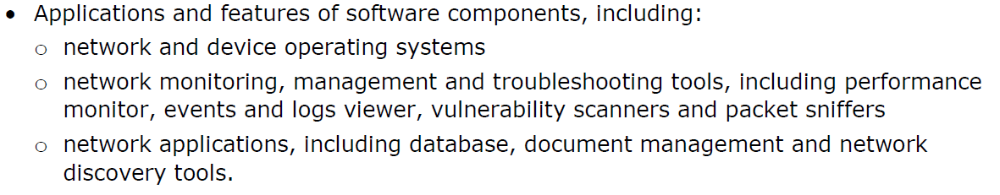 • Applications and features of software components, including:
o network and device operating systems
o network monitoring, management and troubleshooting tools, including performance
monitor, events and logs viewer, vulnerability scanners and packet sniffers
o network applications, including database, document management and network
discovery tools.